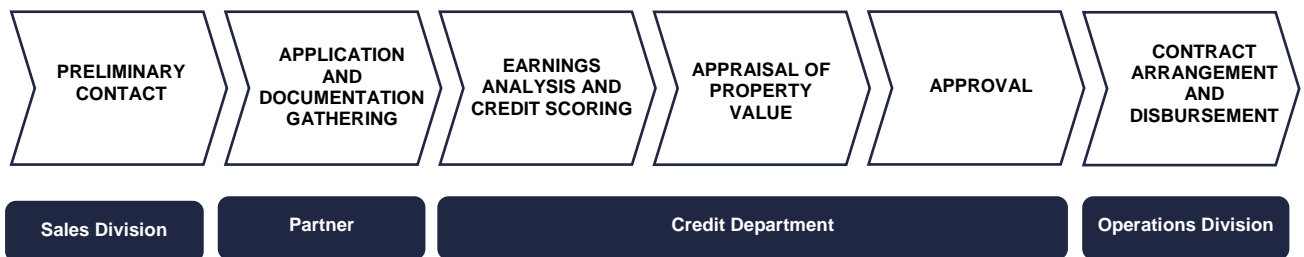 PRELIMINARY
CONTACT
APPLICATION
AND
DOCUMENTATION
GATHERING
EARNINGS
ANALYSIS AND
CREDIT SCORING
APPRAISAL OF
PROPERTY
VALUE
APPROVAL
CONTRACT
ARRANGEMENT
AND
DISBURSEMENT
Sales Division
Partner
Credit Department
Operations Division